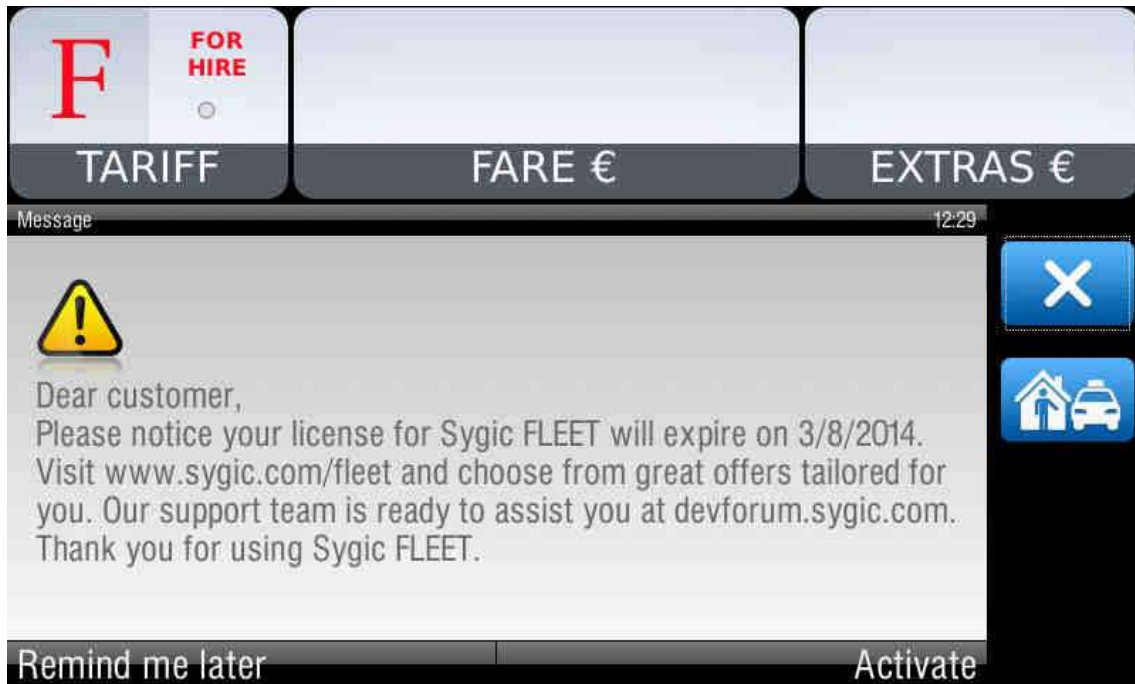 F
FOR
HIRE
TARIFF
FARE €
EXTRAS €
Message
12:29
Dear customer,
Please notice your license for Sygic FLEET will expire on 3/8/2014.
Visit www.sygic.com/fleet and choose from great offers tailored for
you. Our support team is ready to assist you at devforum.sygic.com.
Thank you for using Sygic FLEET.
Remind me later
Activate